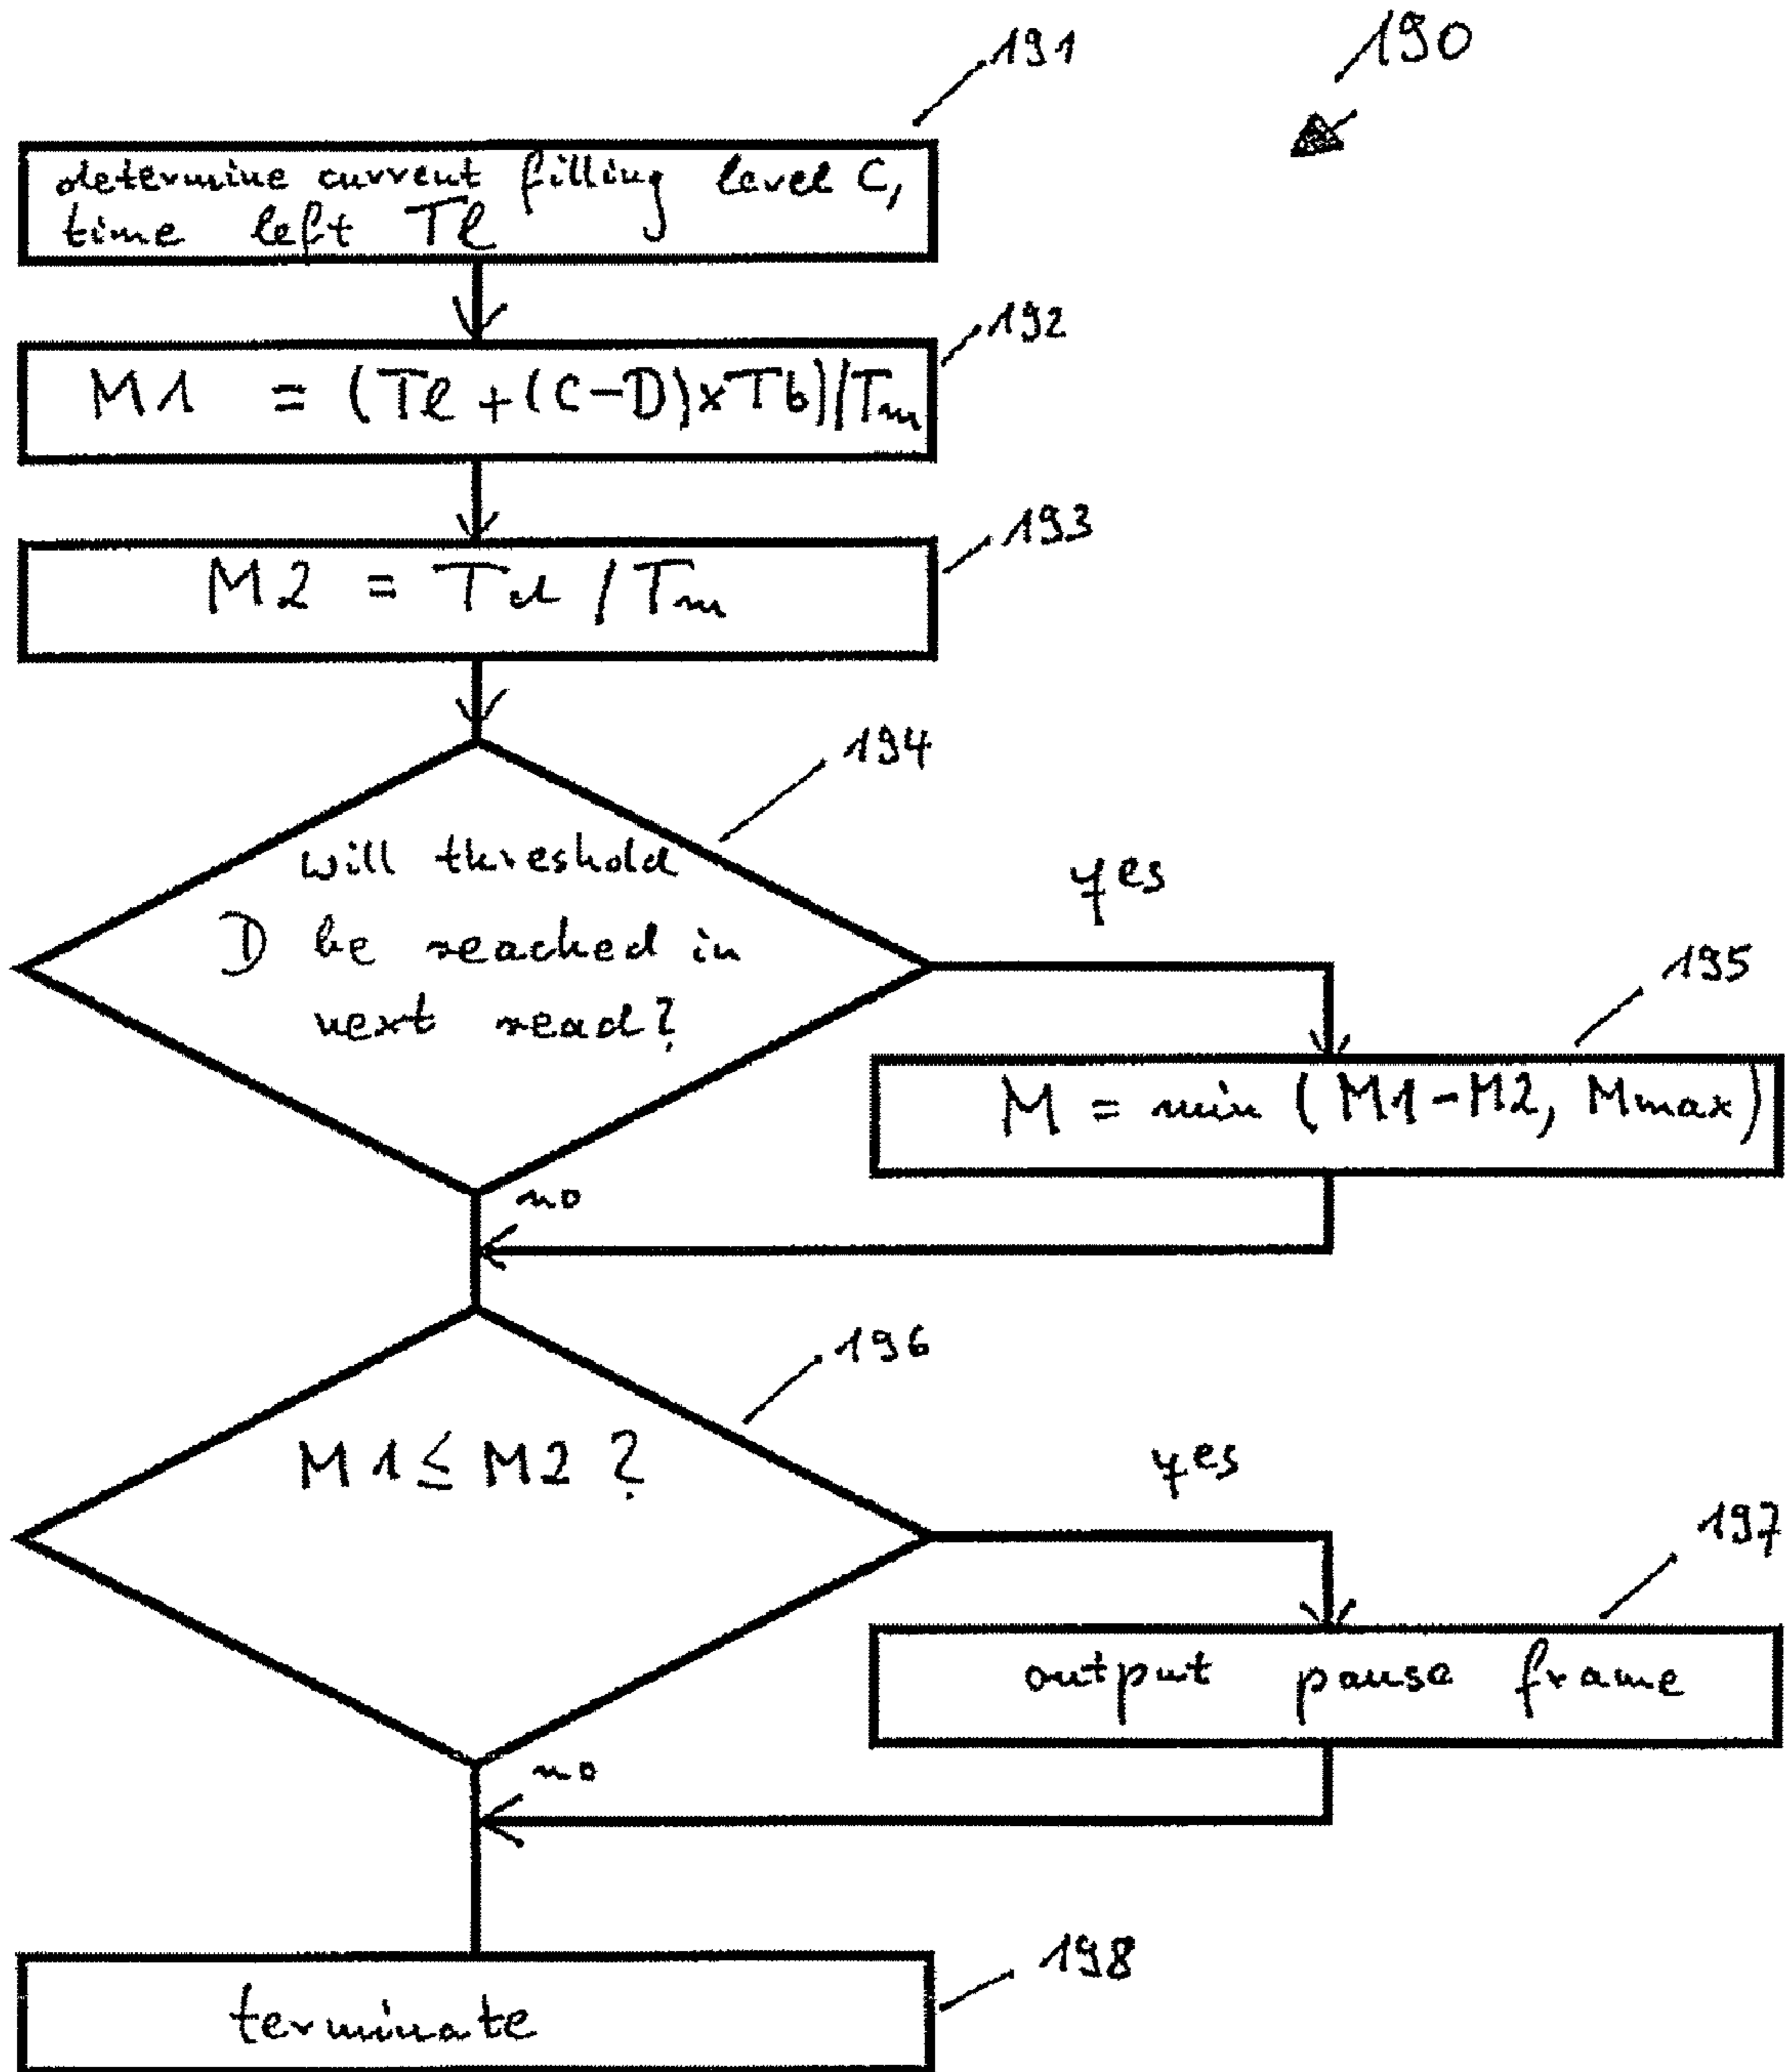 190
191
determine current filling level C,
time left Tl
192
M1 = (Tl + (C-D)xTb)/Tm
193
M2 = Td / Tm
194
will threshold
D be reached in
next read?
yes
195
M = min (M1-M2, Mmax)
no
196
M1 ≤ M2 ?
yes
197
output pause frame
no
198
terminate